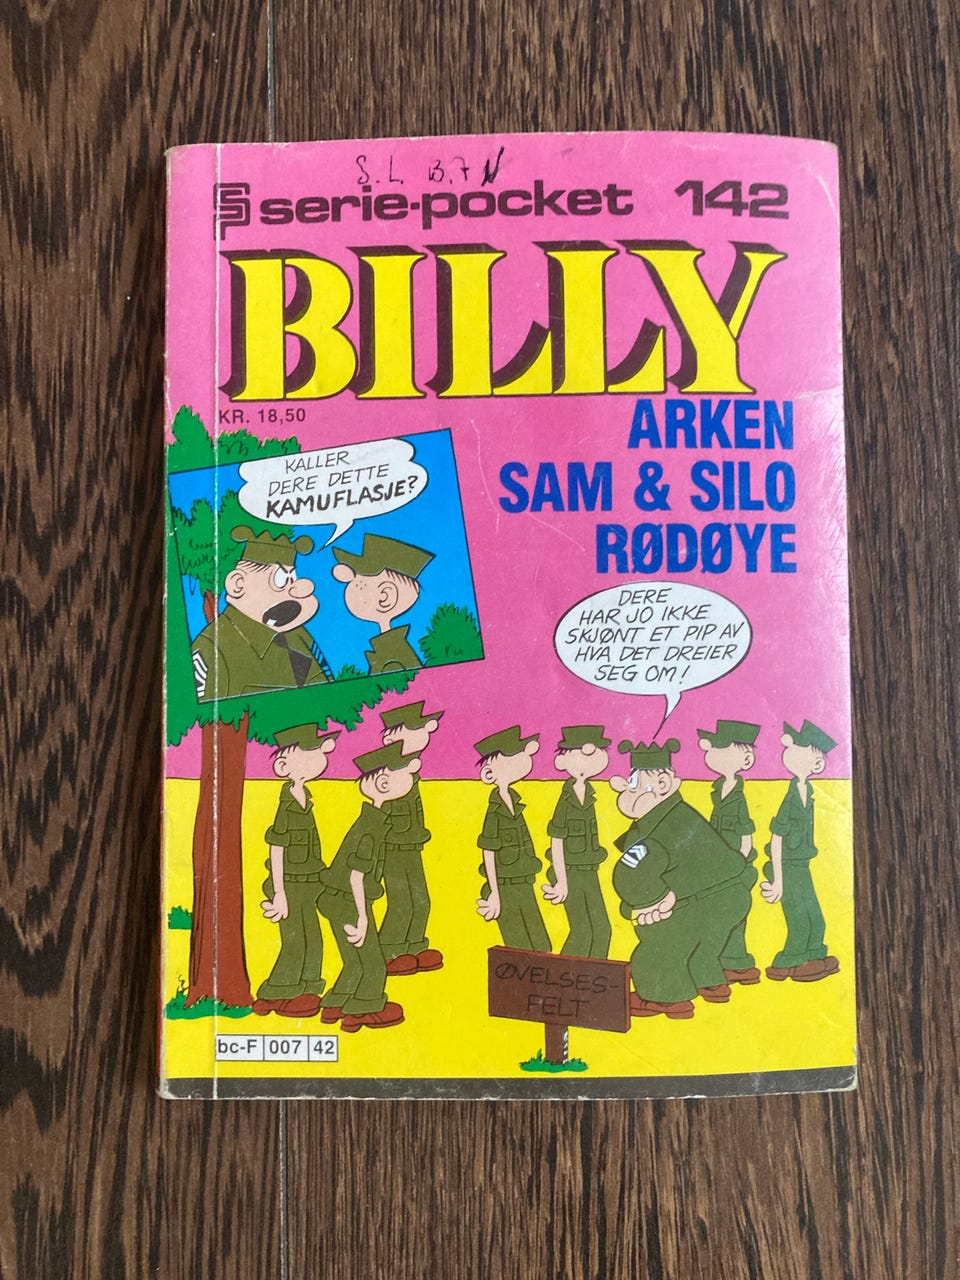 S.L B.7N
serie-pocket 142
BILLY
KR. 18,50
ARKEN
SAM & SILO
RØDØYE
KALLER
DERE DETTE
KAMUFLASJE?
DERE
HAR JO IKKE
SKJØNT ET PIP AV
HVA DET DREIER
SEG OM!
ØVELSES-
FELT
bc-F 007 42